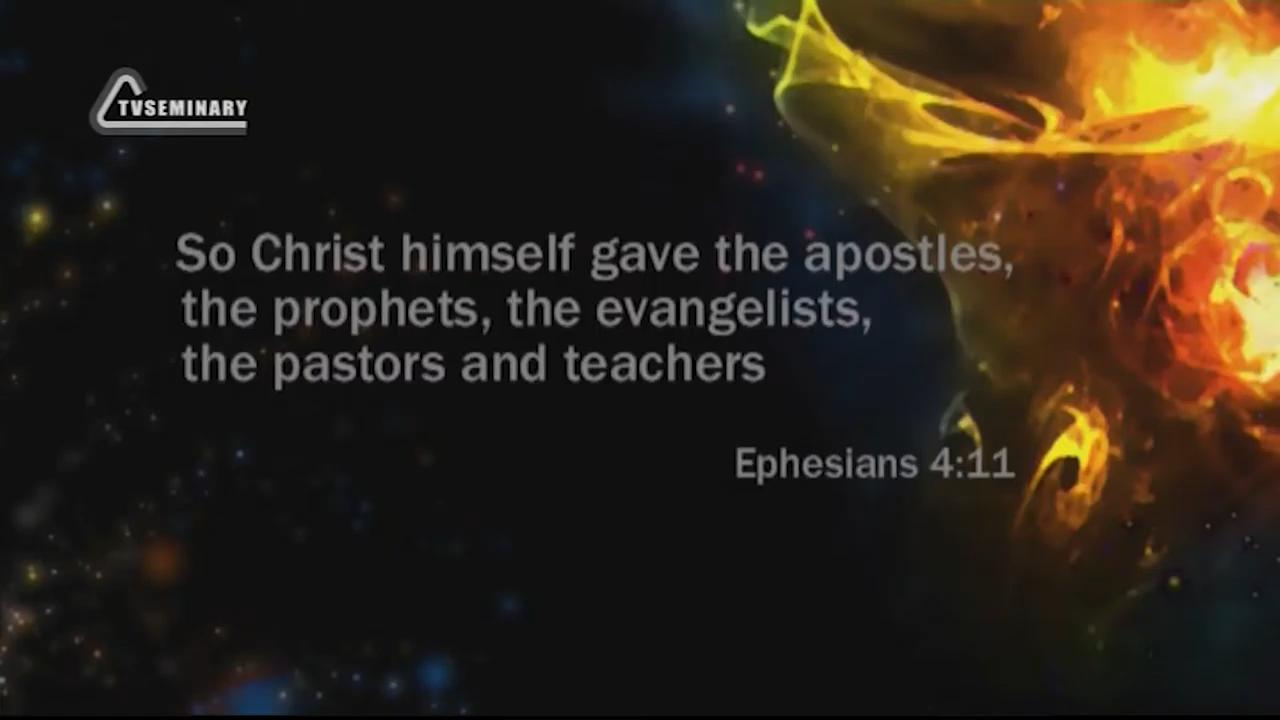 TVSEMINARY
So Christ himself gave the apostles,
the prophets, the evangelists,
the pastors and teachers
Ephesians 4:11